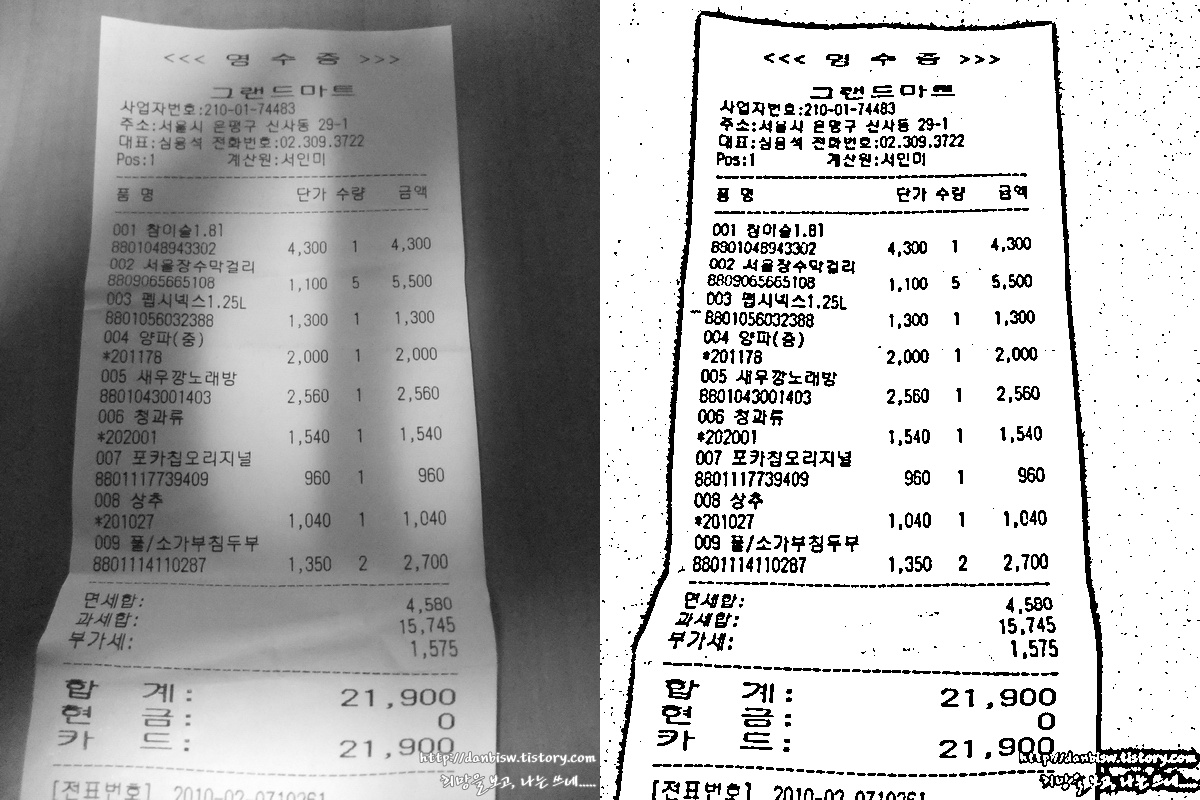 <<< 영 수 증 >>>
그랜드마트
사업자번호:210-01-74483
주소:서울시 은평구 신사동 29-1
대표:심용석 전화번호:02.309.3722
Pos:1 계산원:서인미
품 명 단가 수량 금액
001 참이슬1.8l
8801048943302 4,300 1 4,300
002 서울장수막걸리
8809065665108 1,100 5 5,500
003 펩시넥스1.25L
8801056032388 1,300 1 1,300
004 양파(중)
*201178 2,000 1 2,000
005 새우깡노래방
8801043001403 2,560 1 2,560
006 청과류
*202001 1,540 1 1,540
007 포카칩오리지널
8801117739409 960 1 960
008 상추
*201027 1,040 1 1,040
009 풀/소가부침두부
8801114110287 1,350 2 2,700
면세합: 4,580
과세합: 15,745
부가세: 1,575
합 계: 21,900
현 금: 0
카 드: 21,900
[전표번호] 2010-02-0710261
http://danbisw.tistory.com
희망을 보고, 나는 쓰네.....
<<< 영 수 증 >>>
그랜드마트
사업자번호:210-01-74483
주소:서울시 은평구 신사동 29-1
대표:심용석 전화번호:02.309.3722
Pos:1 계산원:서인미
품 명 단가 수량 금액
001 참이슬1.8l
8801048943302 4,300 1 4,300
002 서울장수막걸리
8809065665108 1,100 5 5,500
003 펩시넥스1.25L
8801056032388 1,300 1 1,300
004 양파(중)
*201178 2,000 1 2,000
005 새우깡노래방
8801043001403 2,560 1 2,560
006 청과류
*202001 1,540 1 1,540
007 포카칩오리지널
8801117739409 960 1 960
008 상추
*201027 1,040 1 1,040
009 풀/소가부침두부
8801114110287 1,350 2 2,700
면세합: 4,580
과세합: 15,745
부가세: 1,575
합 계: 21,900
현 금: 0
카 드: 21,900
[전표번호] 2010-02-0710261
http://danbisw.tistory.com